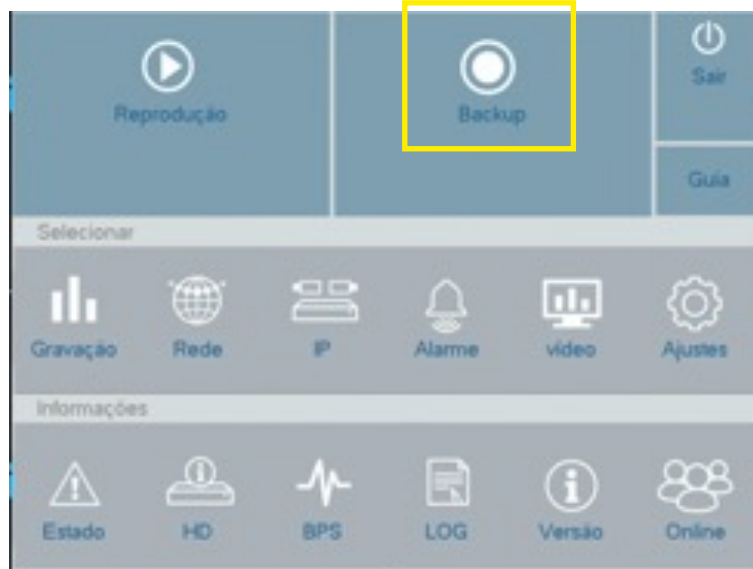 Reprodução
Backup
Sair
Guia
Selecionar
Gravação Rede IP Alarme vídeo Ajustes
Informações
Estado HD BPS LOG Versão Online